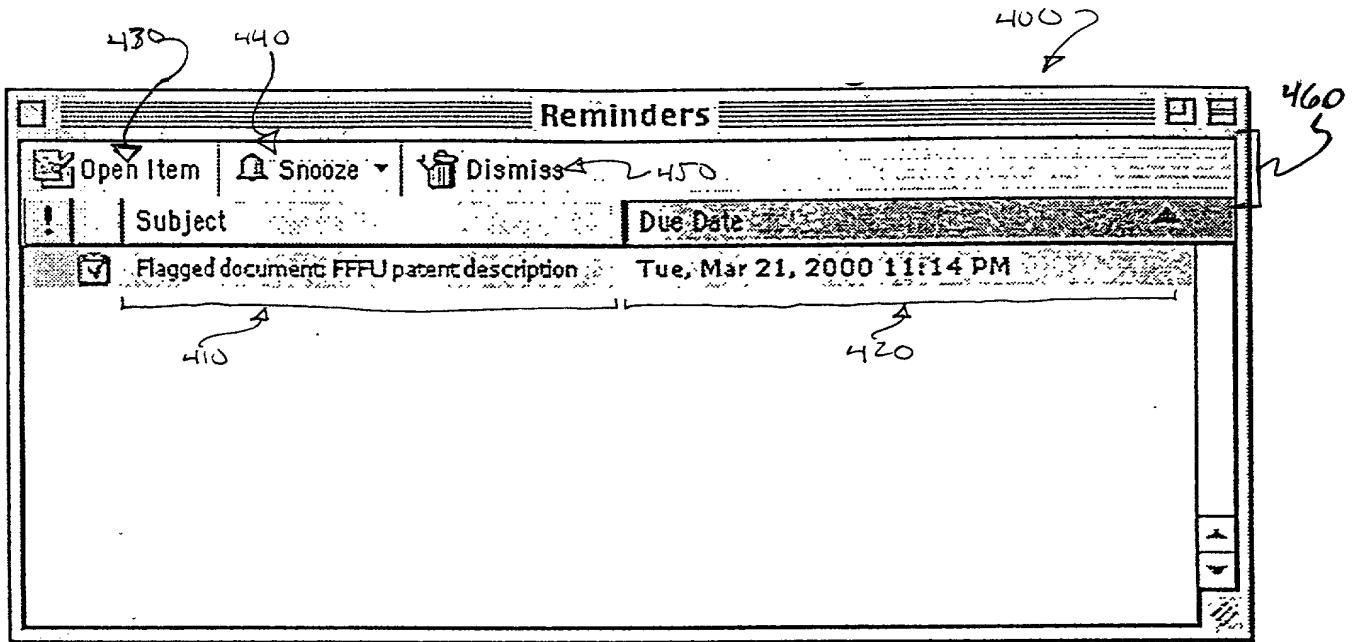 400
430 440
460
Reminders
Open Item Snooze Dismiss 450
! Subject Due Date
Flagged document: FFFU patent description Tue, Mar 21, 2000 11:14 PM
410 420